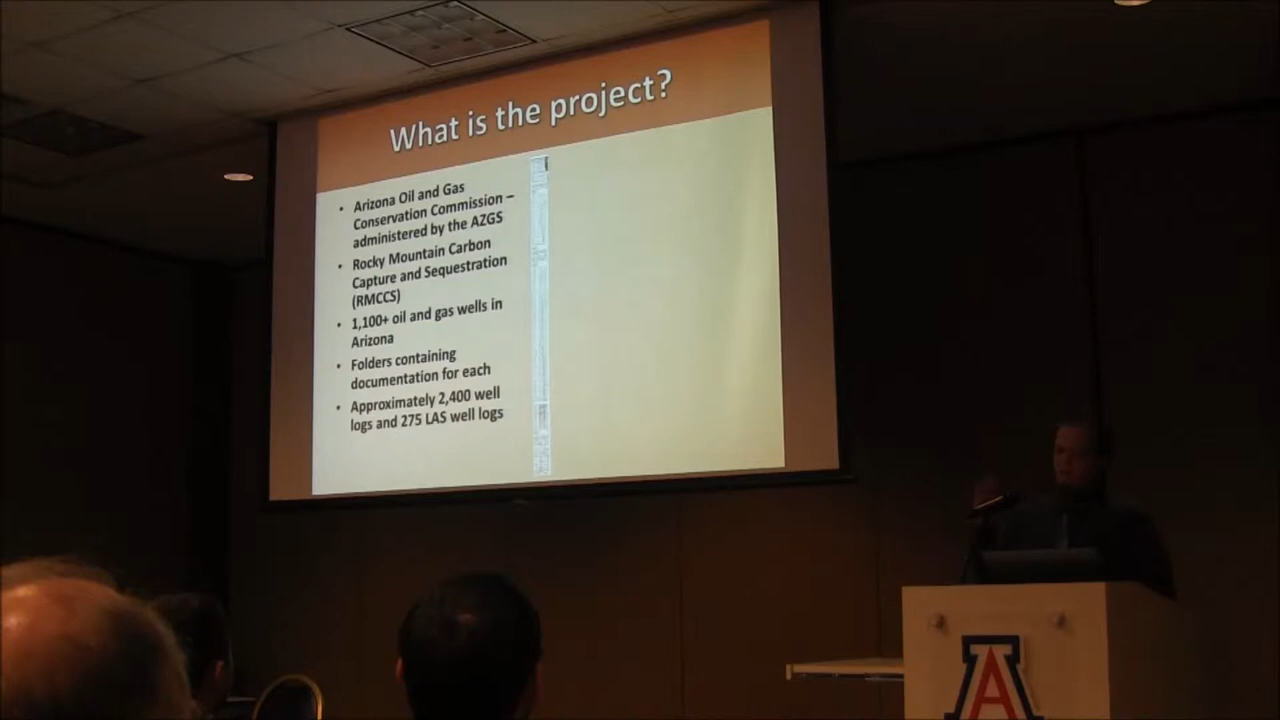 What is the project?
• Arizona Oil and Gas
Conservation Commission –
administered by the AZGS
• Rocky Mountain Carbon
Capture and Sequestration
(RMCCS)
• 1,100+ oil and gas wells in
Arizona
• Folders containing
documentation for each
• Approximately 2,400 well
logs and 275 LAS well logs
A